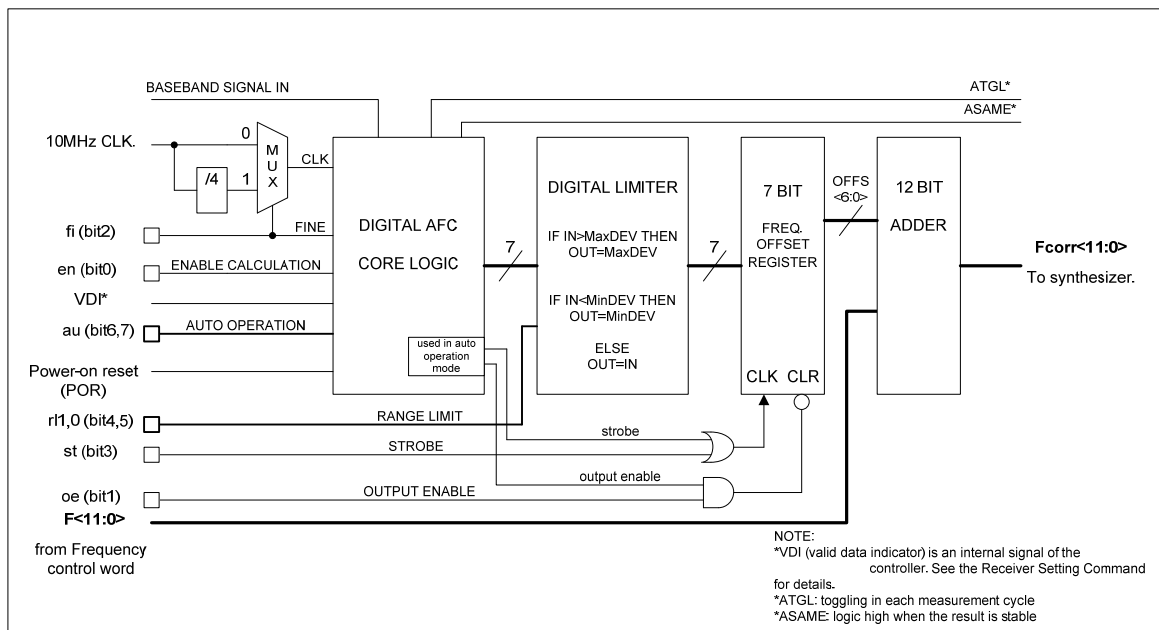 BASEBAND SIGNAL IN
ATGL*
ASAME*
10MHz CLK.
0
1
/4
MUX
CLK
fi (bit2)
FINE
en (bit0)
ENABLE CALCULATION
VDI*
au (bit6,7)
AUTO OPERATION
Power-on reset
(POR)
rl1,0 (bit4,5)
RANGE LIMIT
st (bit3)
STROBE
oe (bit1)
OUTPUT ENABLE
F<11:0>
from Frequency
control word
DIGITAL AFC
CORE LOGIC
used in auto
operation
mode
7
DIGITAL LIMITER
IF IN>MaxDEV THEN
OUT=MaxDEV
IF IN<MinDEV THEN
OUT=MinDEV
ELSE
OUT=IN
7
7 BIT
FREQ.
OFFSET
REGISTER
CLK CLR
strobe
output enable
OFFS
<6:0>
12 BIT
ADDER
Fcorr<11:0>
To synthesizer.
NOTE:
*VDI (valid data indicator) is an internal signal of the
controller. See the Receiver Setting Command
for details.
*ATGL: toggling in each measurement cycle
*ASAME: logic high when the result is stable